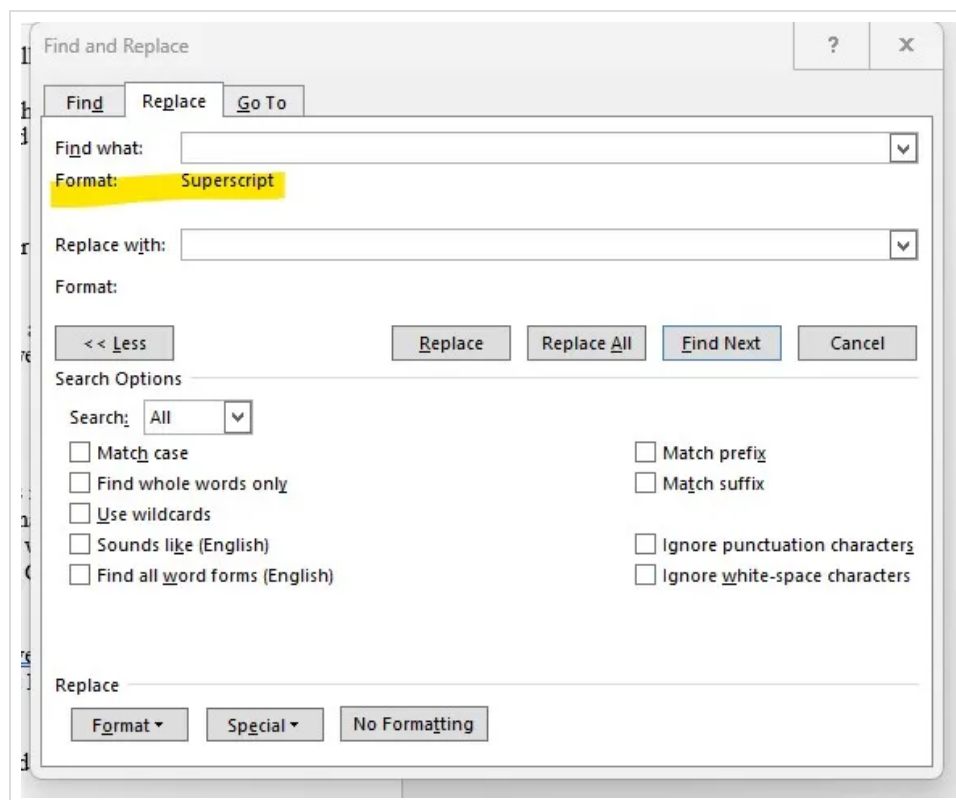 Find and Replace
?
x
Find Replace Go To
Find what:
Format: Superscript
Replace with:
Format:
<< Less Replace Replace All Find Next Cancel
Search Options
Search: All
Match case Match prefix
Find whole words only Match suffix
Use wildcards
Sounds like (English) Ignore punctuation characters
Find all word forms (English) Ignore white-space characters
Replace
Format Special No Formatting